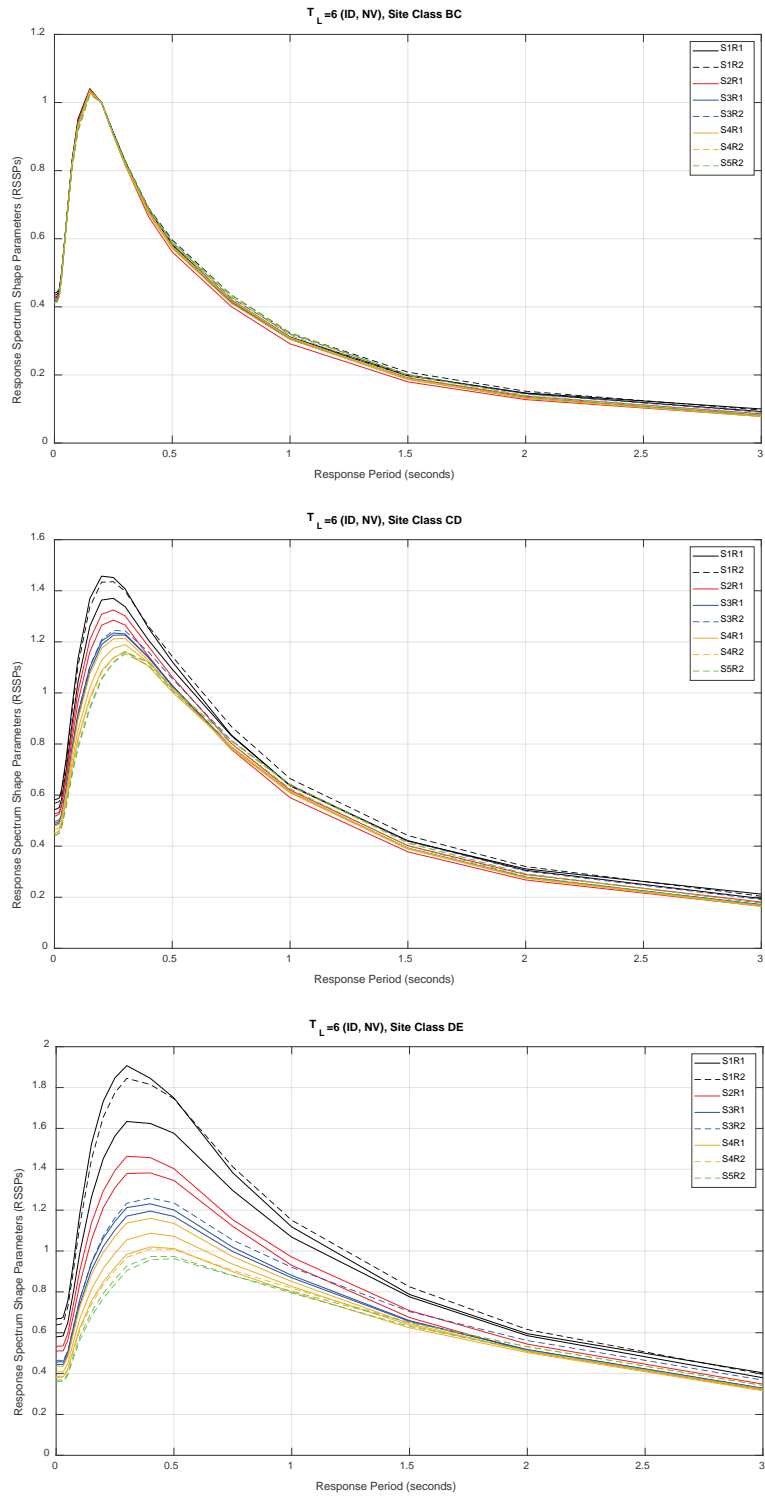 T L =6 (ID, NV), Site Class BC
Response Spectrum Shape Parameters (RSSPs)
1.2
1
0.8
0.6
0.4
0.2
0
0
0.5
1
1.5
2
2.5
3
Response Period (seconds)
S1R1
S1R2
S2R1
S3R1
S3R2
S4R1
S4R2
S5R2
T L =6 (ID, NV), Site Class CD
Response Spectrum Shape Parameters (RSSPs)
1.6
1.4
1.2
1
0.8
0.6
0.4
0.2
0
0
0.5
1
1.5
2
2.5
3
Response Period (seconds)
S1R1
S1R2
S2R1
S3R1
S3R2
S4R1
S4R2
S5R2
T L =6 (ID, NV), Site Class DE
Response Spectrum Shape Parameters (RSSPs)
2
1.8
1.6
1.4
1.2
1
0.8
0.6
0.4
0.2
0
0
0.5
1
1.5
2
2.5
3
Response Period (seconds)
S1R1
S1R2
S2R1
S3R1
S3R2
S4R1
S4R2
S5R2